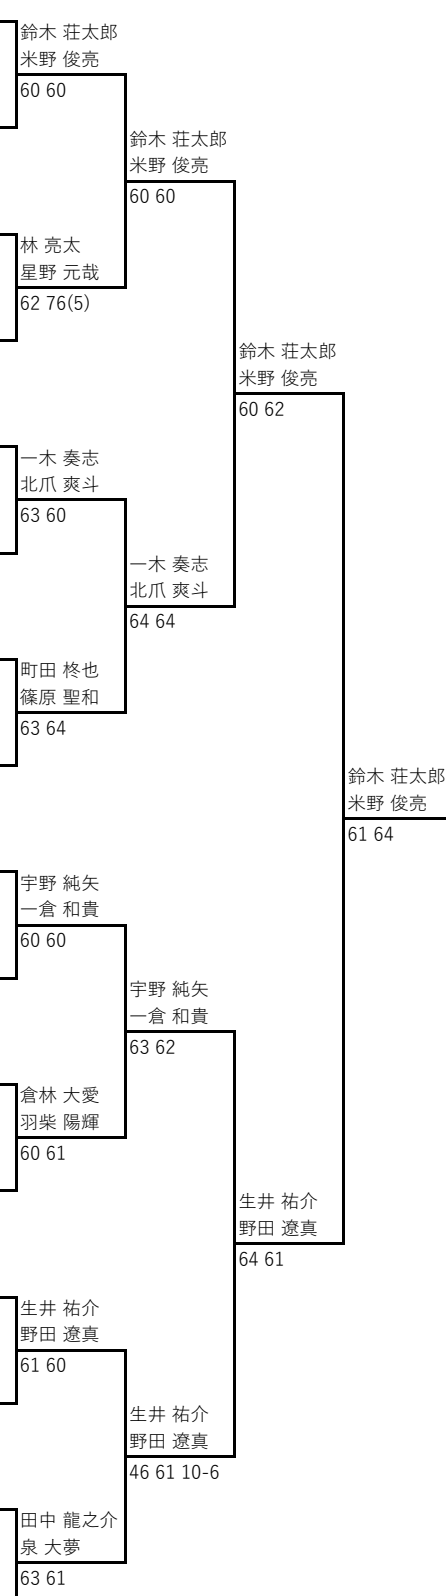 鈴木 荘太郎
米野 俊亮
60 60
鈴木 荘太郎
米野 俊亮
60 60
林 亮太
星野 元哉
62 76(5)
鈴木 荘太郎
米野 俊亮
60 62
一木 奏志
北爪 爽斗
63 60
一木 奏志
北爪 爽斗
64 64
町田 柊也
篠原 聖和
63 64
鈴木 荘太郎
米野 俊亮
61 64
宇野 純矢
一倉 和貴
60 60
宇野 純矢
一倉 和貴
63 62
倉林 大愛
羽柴 陽輝
60 61
生井 祐介
野田 遼真
64 61
生井 祐介
野田 遼真
61 60
生井 祐介
野田 遼真
46 61 10-6
田中 龍之介
泉 大夢
63 61